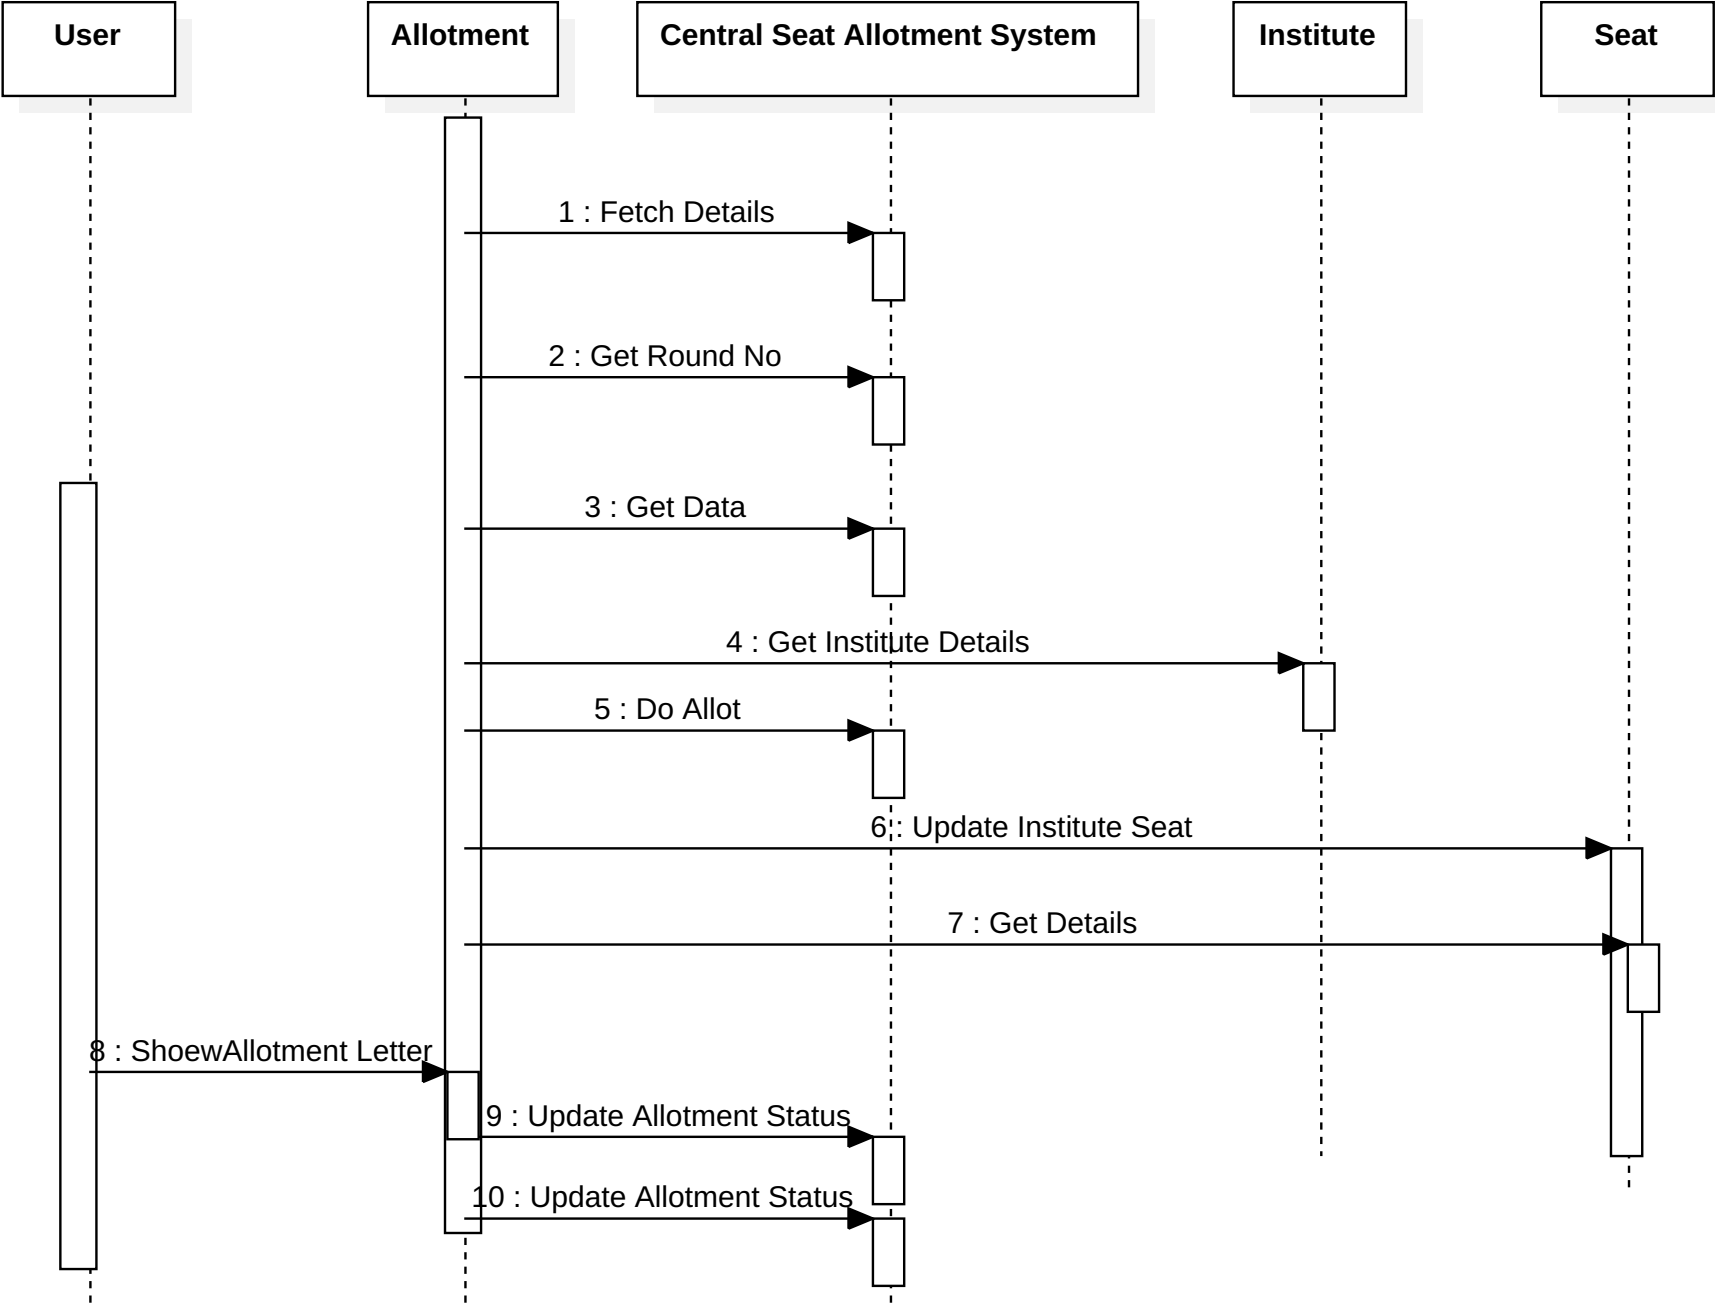 User
Allotment
Central Seat Allotment System
Institute
Seat
1 : Fetch Details
2 : Get Round No
3 : Get Data
4 : Get Institute Details
5 : Do Allot
6 : Update Institute Seat
7 : Get Details
8 : ShoewAllotment Letter
9 : Update Allotment Status
10 : Update Allotment Status